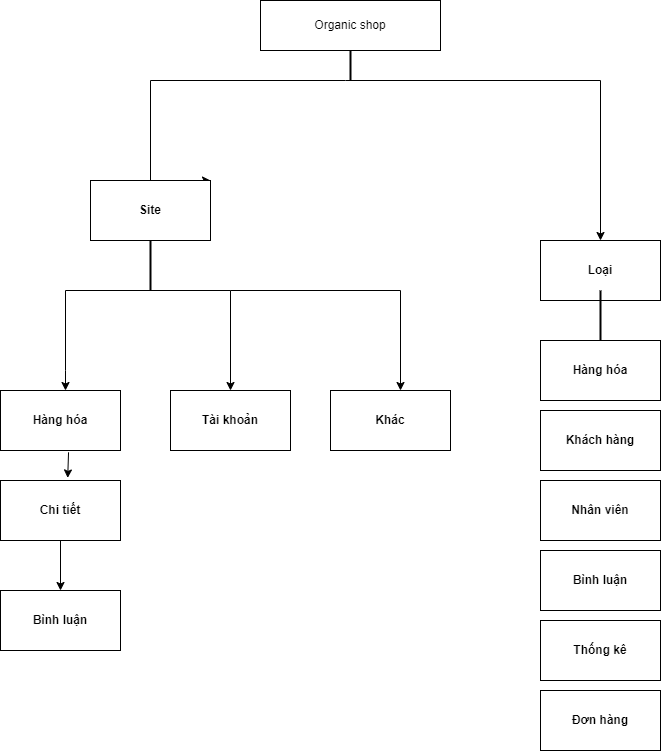 Organic shop
Site
Loại
Hàng hóa
Tài khoản
Khác
Chi tiết
Bình luận
Hàng hóa
Khách hàng
Nhân viên
Bình luận
Thống kê
Đơn hàng